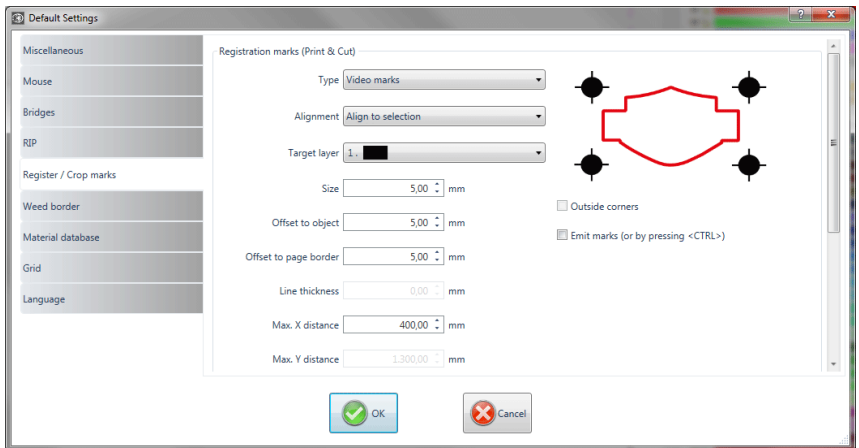 Default Settings
?
Miscellaneous
Mouse
Bridges
RIP
Register / Crop marks
Weed border
Material database
Grid
Language
Registration marks (Print & Cut)
Type Video marks
Alignment Align to selection
Target layer 1 .
Size 5,00 mm
Offset to object 5,00 mm
Offset to page border 5,00 mm
Line thickness 0,00 mm
Max. X distance 400,00 mm
Max. Y distance 1.300,00 mm
Outside corners
Emit marks (or by pressing <CTRL>)
OK
Cancel